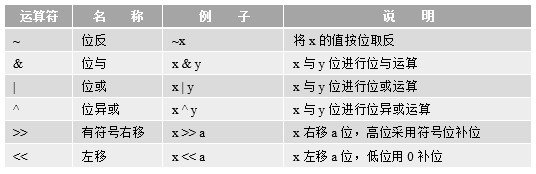 运算符 名 称 例 子 说 明
~ 位反 ~x 将 x 的值按位取反
& 位与 x & y x 与 y 位进行位与运算
| 位或 x | y x 与 y 位进行位或运算
^ 位异或 x ^ y x 与 y 位进行位异或运算
>> 有符号右移 x >> a x 右移 a 位，高位采用符号位补位
<< 左移 x << a x 左移 a 位，低位用 0 补位